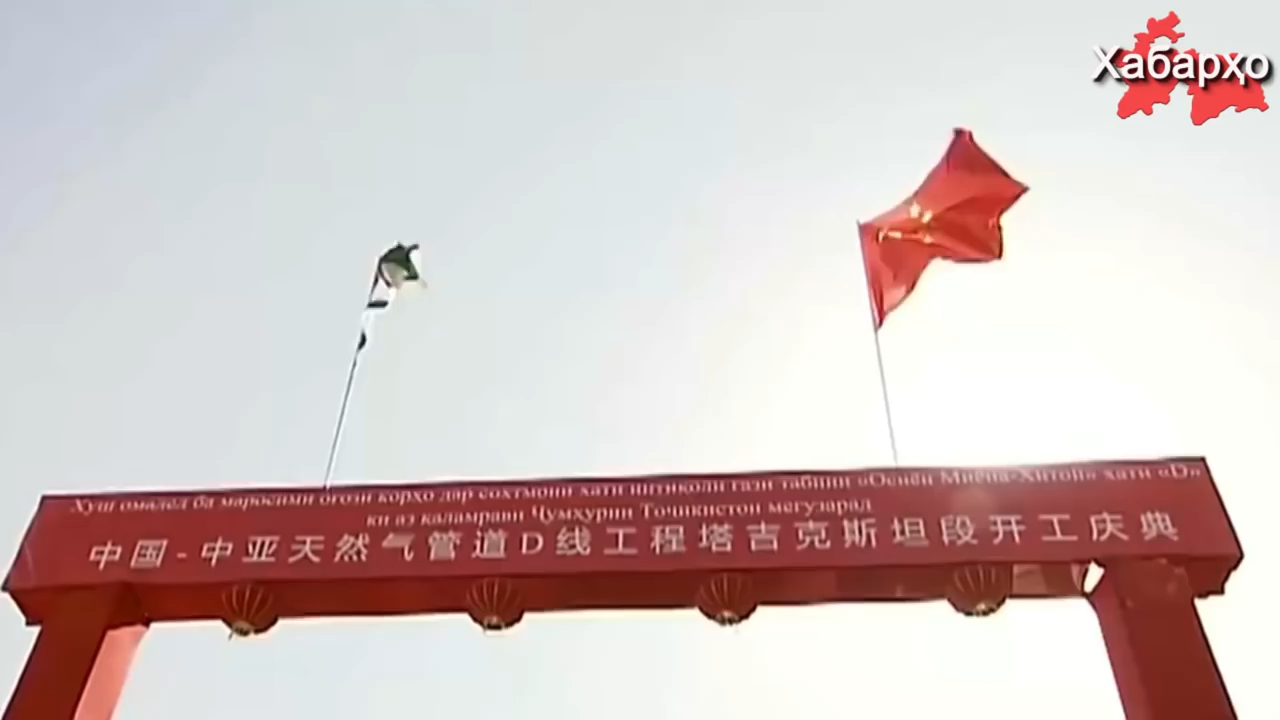 Хабарҳо
Хуш омадед ба маросими оғози корҳо дар сохтмони хати интиқоли гази табиии «Осиёи Миёна-Хитой» хати «D»
ки аз каламрави Ҷумҳурии Тоҷикистон мегузарад
中国-中亚天然气管道D线工程塔吉克斯坦段开工庆典